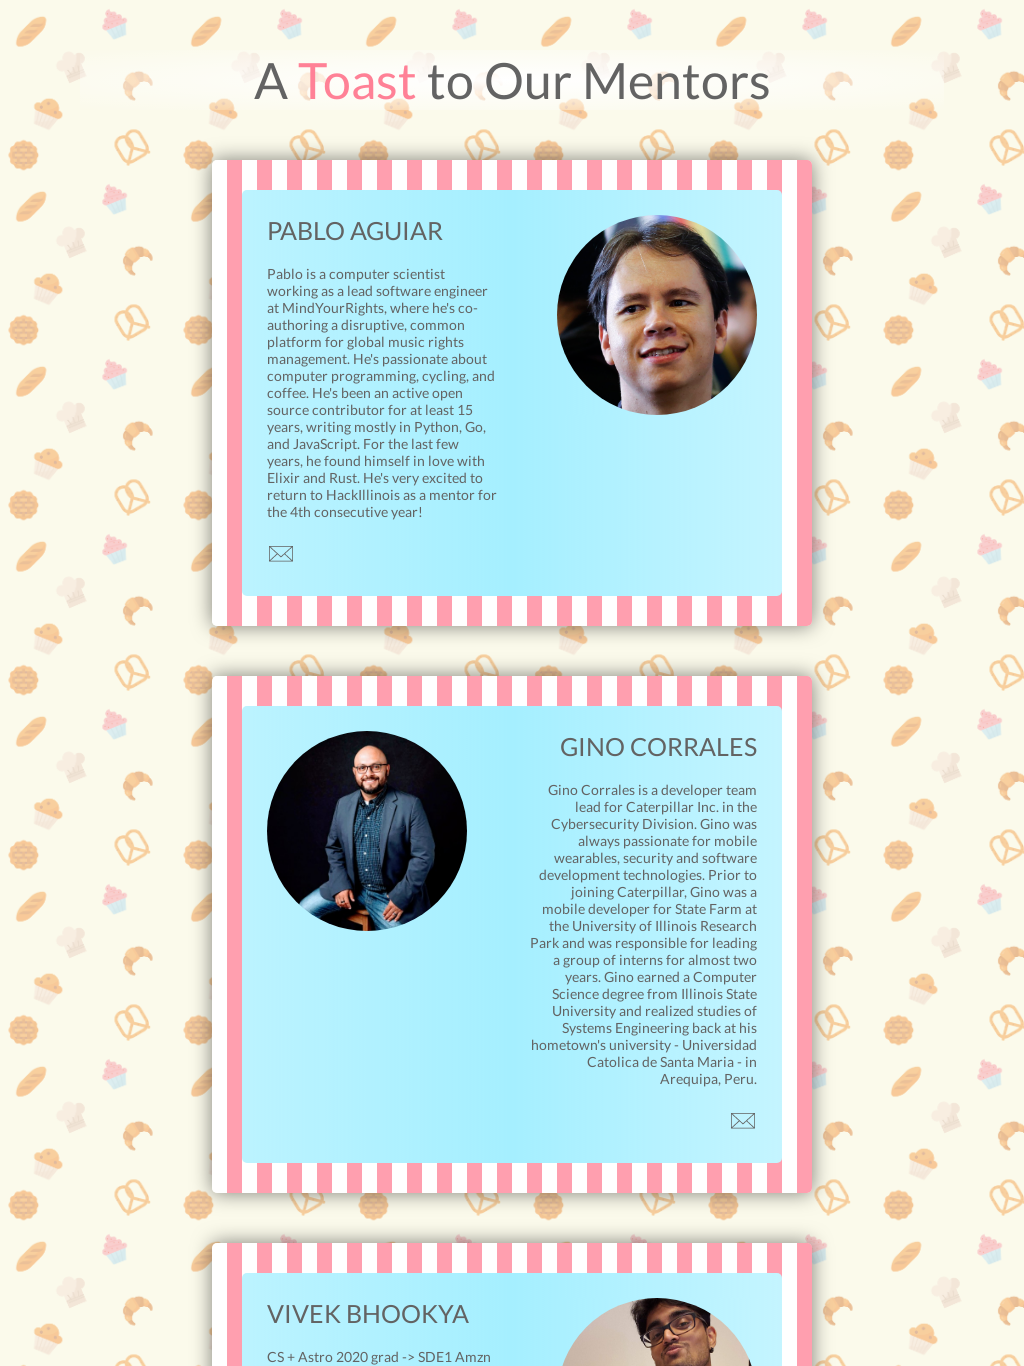 A Toast to Our Mentors
PABLO AGUIAR
Pablo is a computer scientist
working as a lead software engineer
at MindYourRights, where he's co-
authoring a disruptive, common
platform for global music rights
management. He's passionate about
computer programming, cycling, and
coffee. He's been an active open
source contributor for at least 15
years, writing mostly in Python, Go,
and JavaScript. For the last few
years, he found himself in love with
Elixir and Rust. He's very excited to
return to HackIllinois as a mentor for
the 4th consecutive year!
GINO CORRALES
Gino Corrales is a developer team
lead for Caterpillar Inc. in the
Cybersecurity Division. Gino was
always passionate for mobile
wearables, security and software
development technologies. Prior to
joining Caterpillar, Gino was a
mobile developer for State Farm at
the University of Illinois Research
Park and was responsible for leading
a group of interns for almost two
years. Gino earned a Computer
Science degree from Illinois State
University and realized studies of
Systems Engineering back at his
hometown's university - Universidad
Catolica de Santa Maria - in
Arequipa, Peru.
VIVEK BHOOKYA
CS + Astro 2020 grad -> SDE1 Amzn